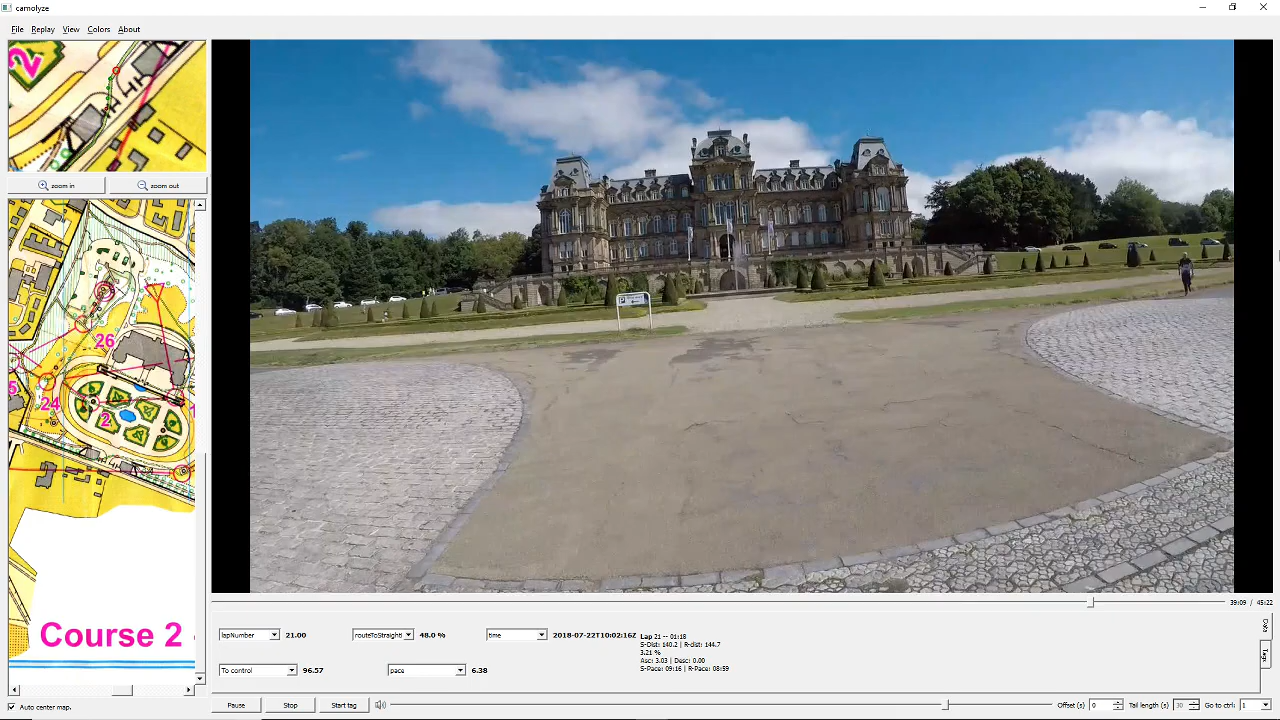 camolyze
File Replay View Colors About
2
zoom in zoom out
26
5
24
2
Course 2
39:09 / 45:22
lapNumber 21.00 routeToStraightl 48.0 % time 2018-07-22T10:02:16Z
To control 96.57 pace 6.38
Lap 21 -- 01:18
S-Dist: 140.2 | R-dist: 144.7
3.21 %
Asc: 3.03 | Desc: 0.00
S-Pace: 09:16 | R-Pace: 08:59
Tags
Auto center map.
Pause Stop Start tag Offset (s) 0 Tail length (s) 30 Go to ctrl: 1